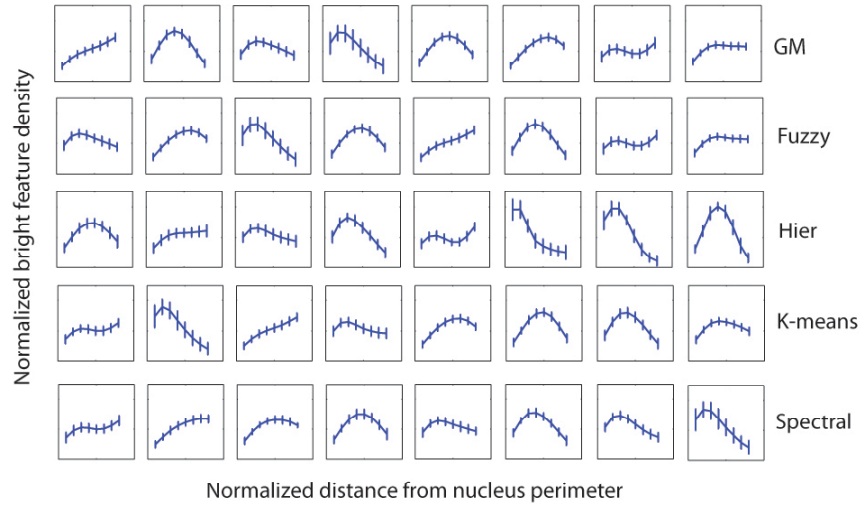 GM
Fuzzy
Hier
K-means
Spectral
Normalized bright feature density
Normalized distance from nucleus perimeter